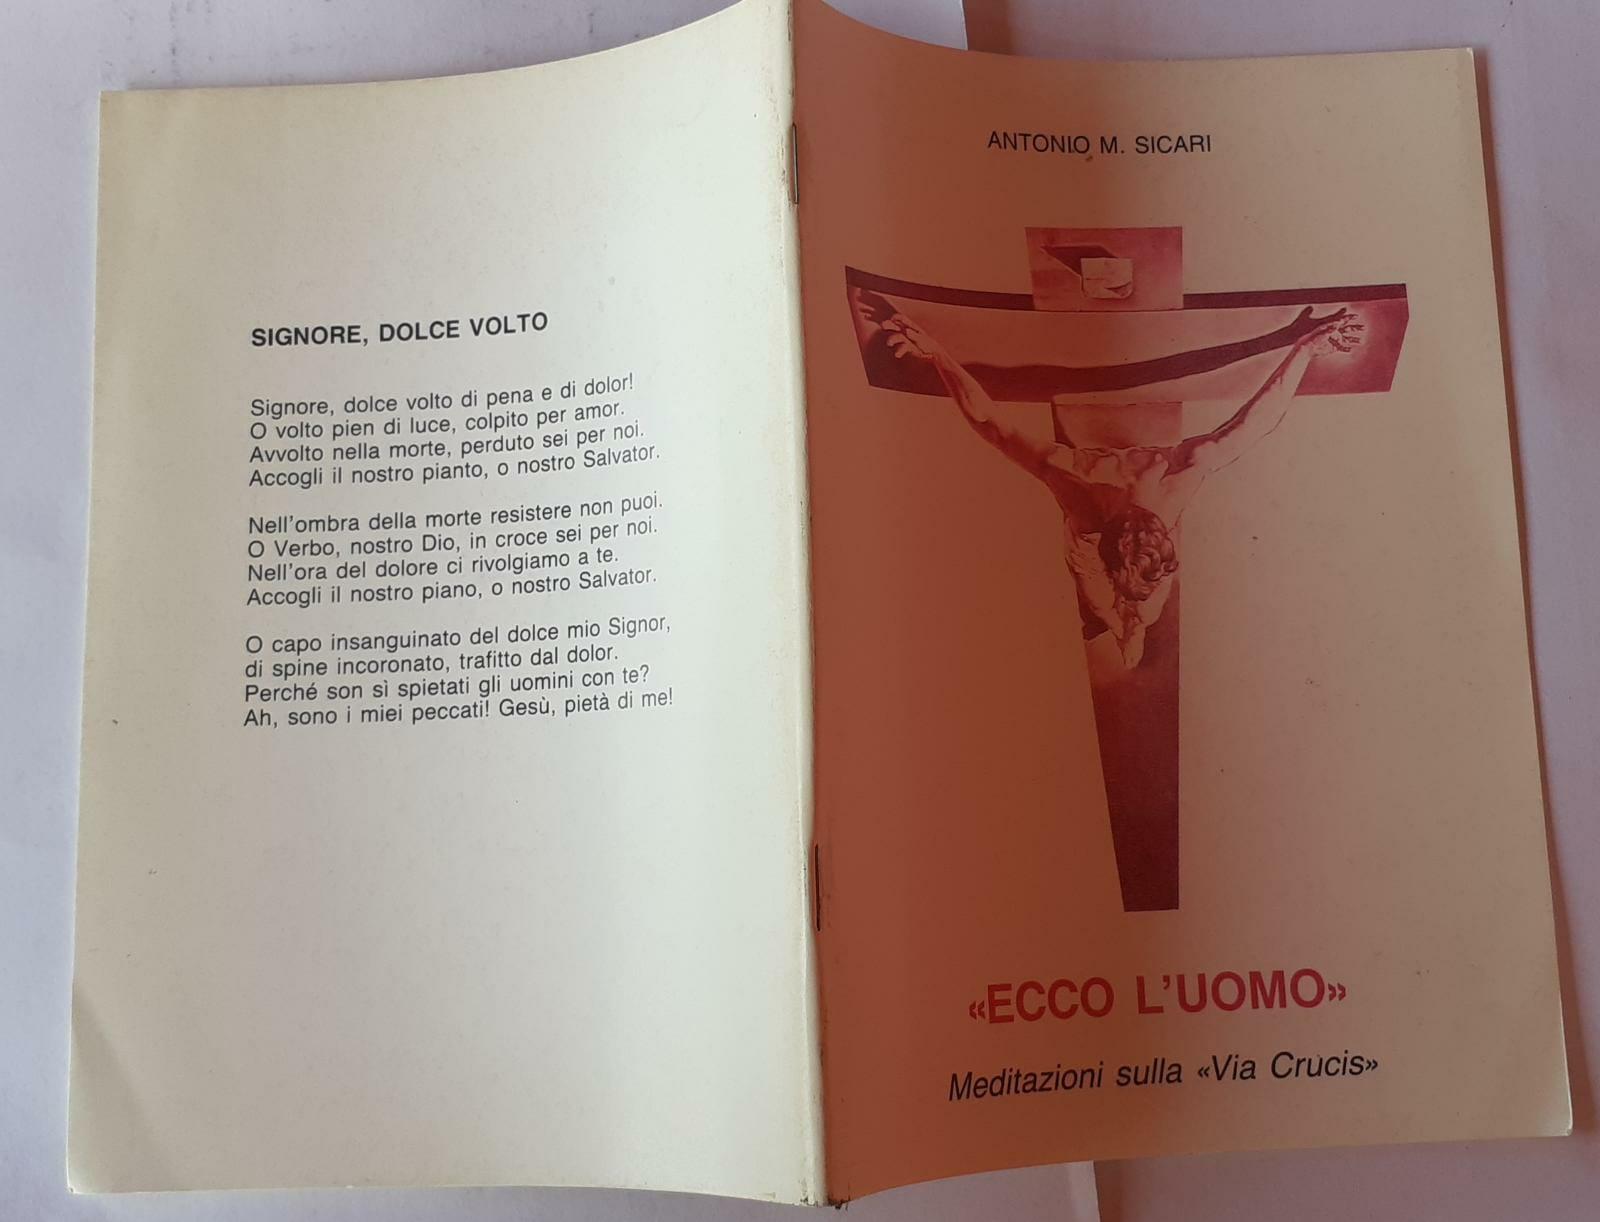 SIGNORE, DOLCE VOLTO
Signore, dolce volto di pena e di dolor!
O volto pien di luce, colpito per amor.
Avvolto nella morte, perduto sei per noi.
Accogli il nostro pianto, o nostro Salvator.
Nell'ombra della morte resistere non puoi.
O Verbo, nostro Dio, in croce sei per noi.
Nell'ora del dolore ci rivolgiamo a te.
Accogli il nostro piano, o nostro Salvator.
O capo insanguinato del dolce mio Signor,
di spine incoronato, trafitto dal dolor.
Perché son sì spietati gli uomini con te?
Ah, sono i miei peccati! Gesù, pietà di me!
ANTONIO M. SICARI
«ECCO L'UOMO»
Meditazioni sulla «Via Crucis»